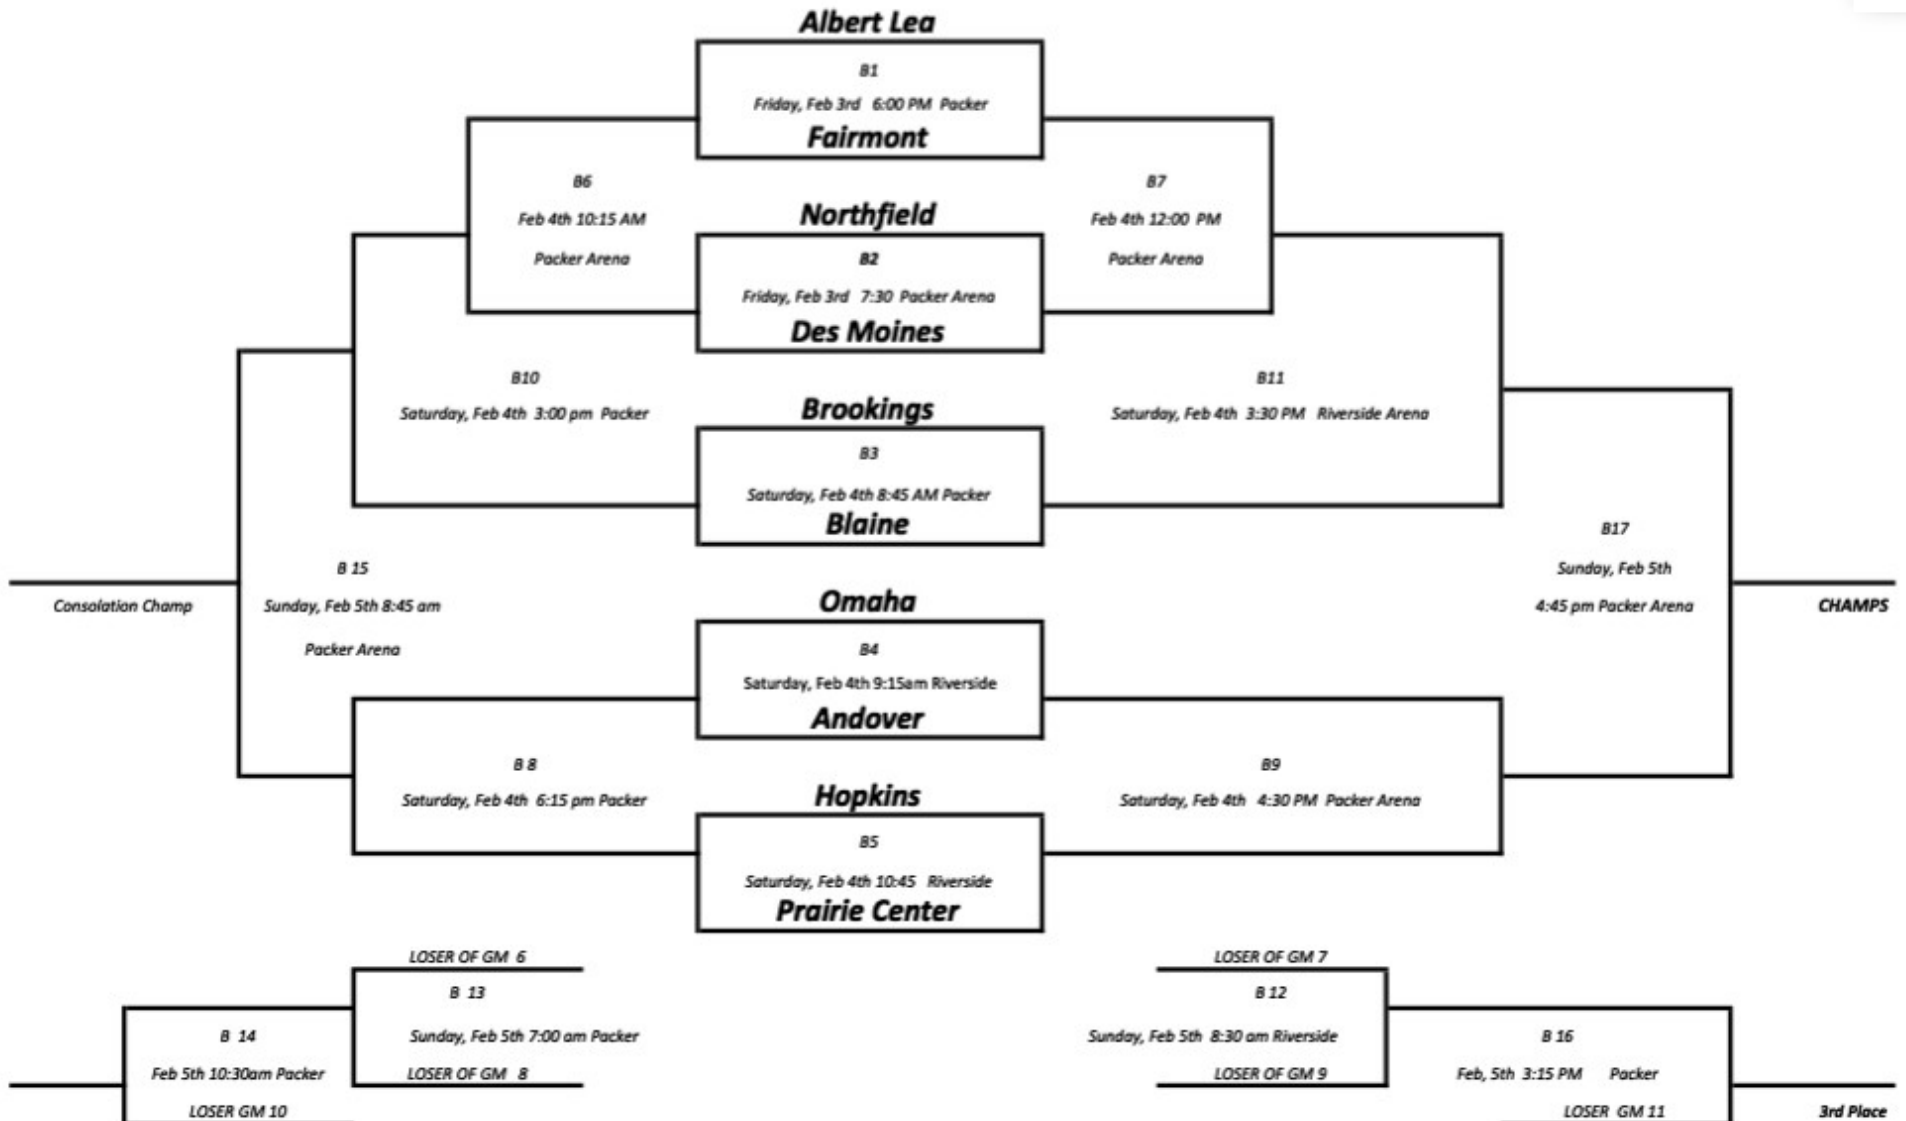 Albert Lea
B1
Friday, Feb 3rd 6:00 PM Packer
Fairmont
B6
Feb 4th 10:15 AM
Packer Arena
B7
Feb 4th 12:00 PM
Packer Arena
Northfield
B2
Friday, Feb 3rd 7:30 Packer Arena
Des Moines
B10
Saturday, Feb 4th 3:00 pm Packer
B11
Saturday, Feb 4th 3:30 PM Riverside Arena
Brookings
B3
Saturday, Feb 4th 8:45 AM Packer
Blaine
B 15
Sunday, Feb 5th 8:45 am
Packer Arena
Consolation Champ
B17
Sunday, Feb 5th
4:45 pm Packer Arena
CHAMPS
Omaha
B4
Saturday, Feb 4th 9:15am Riverside
Andover
B 8
Saturday, Feb 4th 6:15 pm Packer
B9
Saturday, Feb 4th 4:30 PM Packer Arena
Hopkins
B5
Saturday, Feb 4th 10:45 Riverside
Prairie Center
LOSER OF GM 6
B 13
Sunday, Feb 5th 7:00 am Packer
LOSER OF GM 8
B 14
Feb 5th 10:30am Packer
LOSER GM 10
LOSER OF GM 7
B 12
Sunday, Feb 5th 8:30 am Riverside
LOSER OF GM 9
B 16
Feb, 5th 3:15 PM Packer
LOSER GM 11
3rd Place